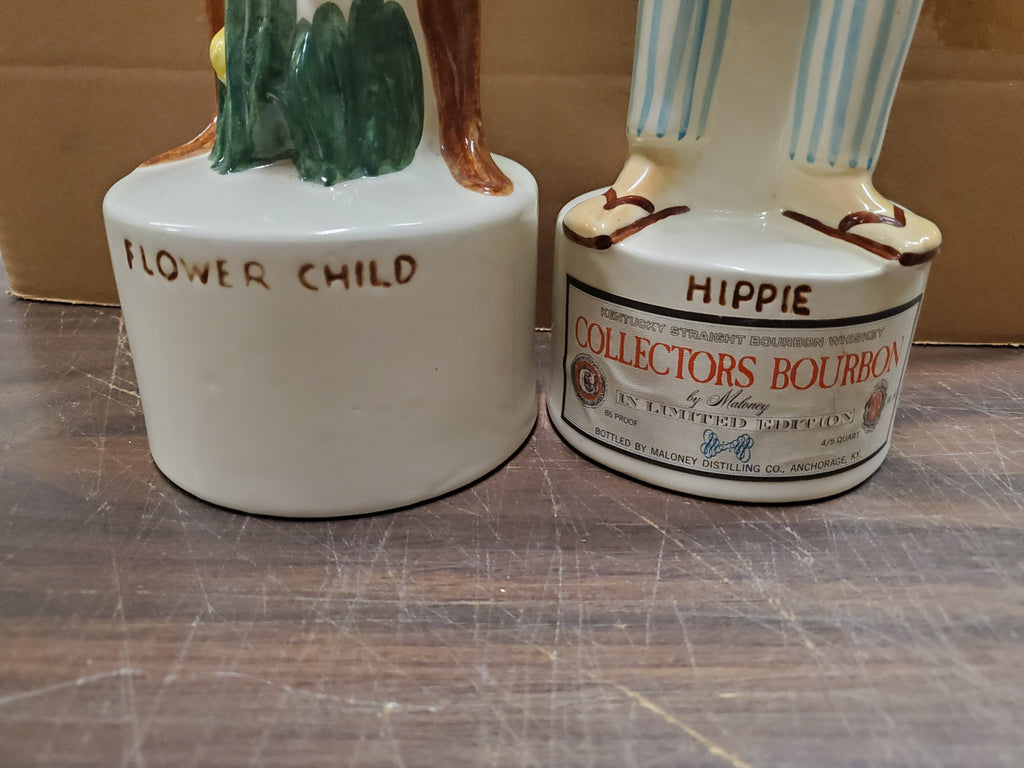 FLOWER CHILD
HIPPIE
KENTUCKY STRAIGHT BOURBON WHISKEY
COLLECTORS BOURBON
by Maloney
IN LIMITED EDITION
86 PROOF
4/5 QUART
BOTTLED BY MALONEY DISTILLING CO., ANCHORAGE, KY.